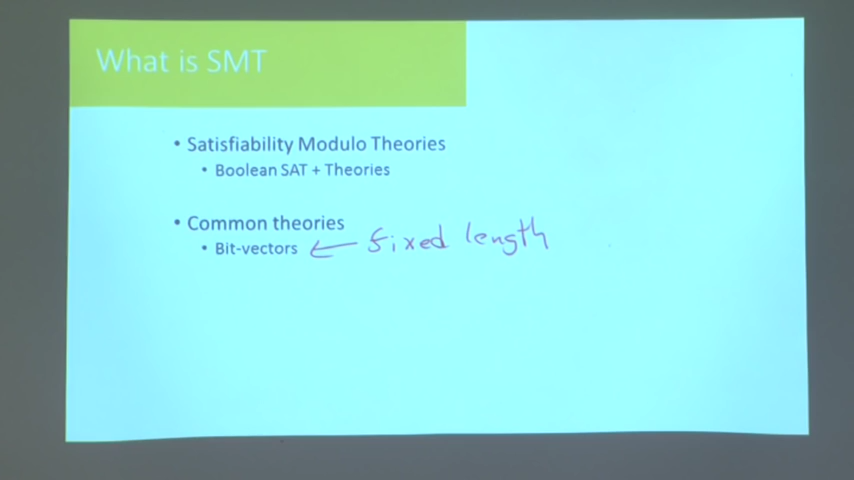 What is SMT
• Satisfiability Modulo Theories
• Boolean SAT + Theories
• Common theories
• Bit-vectors ← fixed length